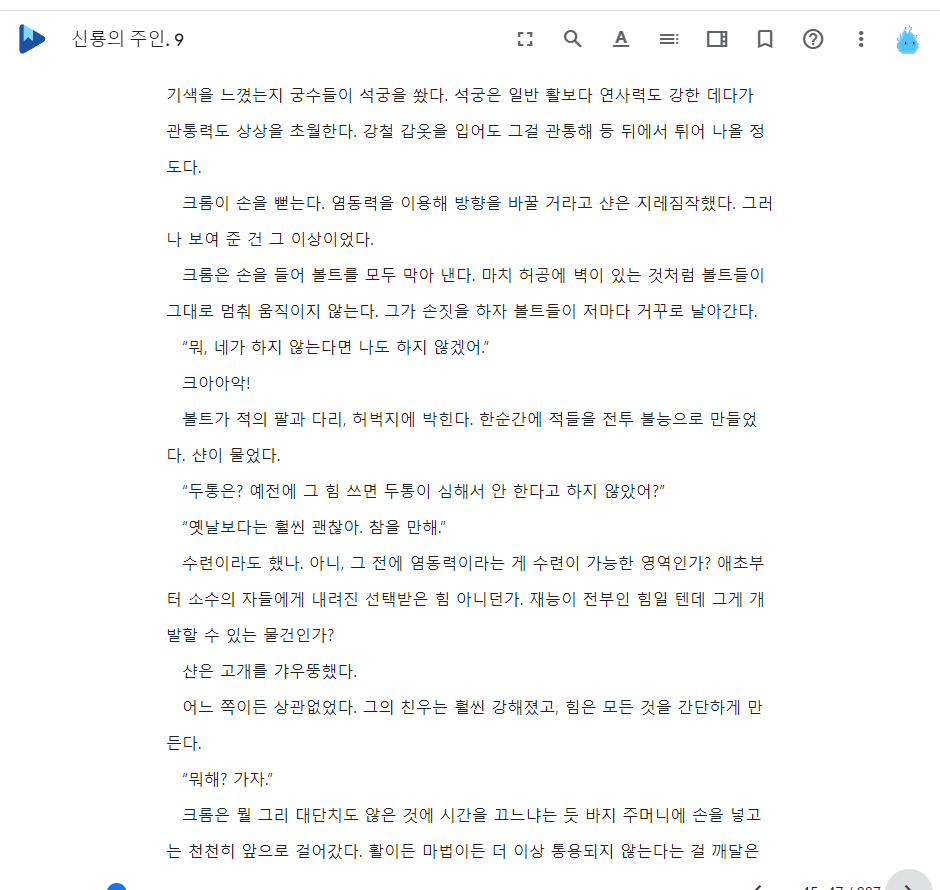 신룡의 주인. 9
기색을 느꼈는지 궁수들이 석궁을 쐈다. 석궁은 일반 활보다 연사력도 강한 데다가
관통력도 상상을 초월한다. 강철 갑옷을 입어도 그걸 관통해 등 뒤에서 튀어 나올 정
도다.
크롬이 손을 뻗는다. 염동력을 이용해 방향을 바꿀 거라고 샨은 지레짐작했다. 그러
나 보여 준 건 그 이상이었다.
크롬은 손을 들어 볼트를 모두 막아 낸다. 마치 허공에 벽이 있는 것처럼 볼트들이
그대로 멈춰 움직이지 않는다. 그가 손짓을 하자 볼트들이 저마다 거꾸로 날아간다.
“뭐, 네가 하지 않는다면 나도 하지 않겠어.”
크아아악!
볼트가 적의 팔과 다리, 허벅지에 박힌다. 한순간에 적들을 전투 불능으로 만들었
다. 샨이 물었다.
“두통은? 예전에 그 힘 쓰면 두통이 심해서 안 한다고 하지 않았어?”
“옛날보다는 훨씬 괜찮아. 참을 만해.”
수련이라도 했나. 아니, 그 전에 염동력이라는 게 수련이 가능한 영역인가? 애초부
터 소수의 자들에게 내려진 선택받은 힘 아니던가. 재능이 전부인 힘일 텐데 그게 개
발할 수 있는 물건인가?
샨은 고개를 갸우뚱했다.
어느 쪽이든 상관없었다. 그의 친우는 훨씬 강해졌고, 힘은 모든 것을 간단하게 만
든다.
“뭐해? 가자.”
크롬은 뭘 그리 대단치도 않은 것에 시간을 끄느냐는 듯 바지 주머니에 손을 넣고
는 천천히 앞으로 걸어갔다. 활이든 마법이든 더 이상 통용되지 않는다는 걸 깨달은